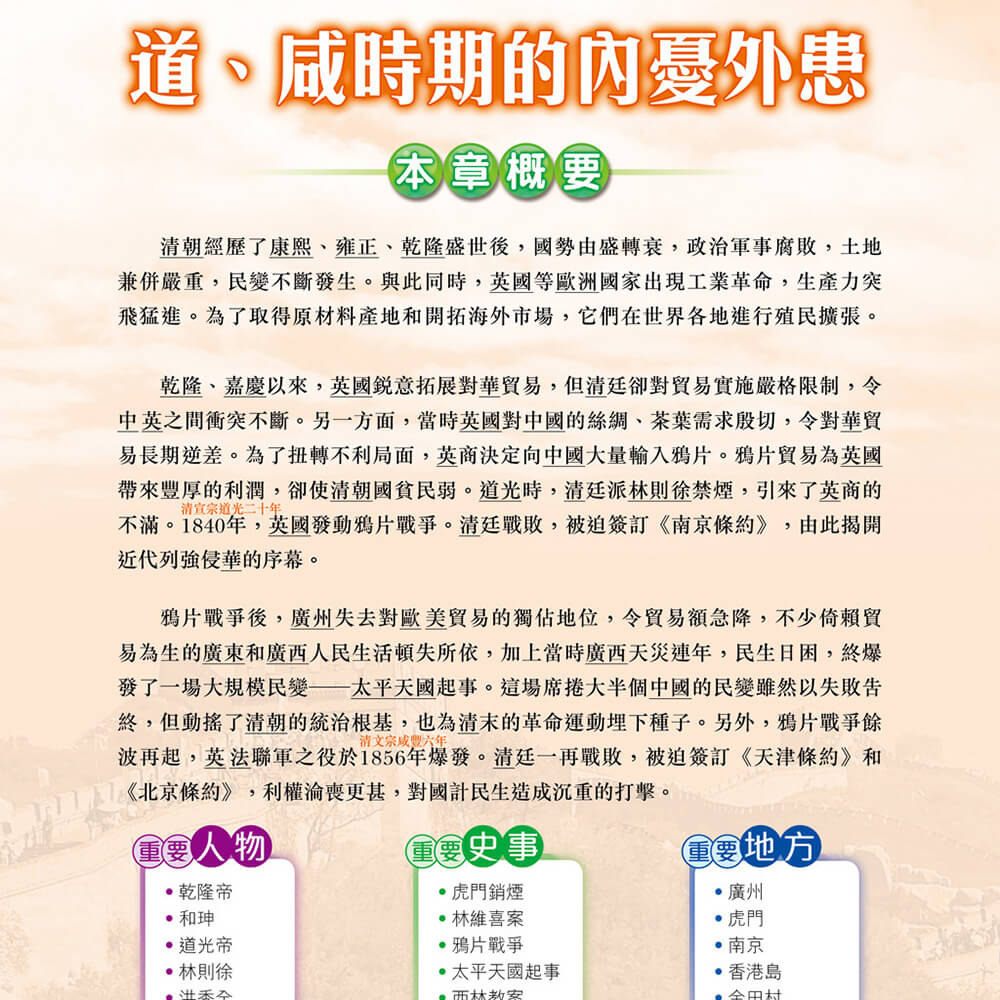 道、咸時期的內憂外患
本章概要
清朝經歷了康熙、雍正、乾隆盛世後，國勢由盛轉衰，政治軍事腐敗，土地
兼併嚴重，民變不斷發生。與此同時，英國等歐洲國家出現工業革命，生產力突
飛猛進。為了取得原材料產地和開拓海外市場，它們在世界各地進行殖民擴張。
乾隆、嘉慶以來，英國銳意拓展對華貿易，但清廷卻對貿易實施嚴格限制，令
中英之間衝突不斷。另一方面，當時英國對中國的絲綢、茶葉需求殷切，令對華貿
易長期逆差。為了扭轉不利局面，英商決定向中國大量輸入鴉片。鴉片貿易為英國
帶來豐厚的利潤，卻使清朝國貧民弱。道光時，清廷派林則徐禁煙，引來了英商的
清宣宗道光二十年
不滿。1840年，英國發動鴉片戰爭。清廷戰敗，被迫簽訂《南京條約》，由此揭開
近代列強侵華的序幕。
鴉片戰爭後，廣州失去對歐美貿易的獨佔地位，令貿易額急降，不少倚賴貿
易為生的廣東和廣西人民生活頓失所依，加上當時廣西天災連年，民生日困，終爆
發了一場大規模民變——太平天國起事。這場席捲大半個中國的民變雖然以失敗告
終，但動搖了清朝的統治根基，也為清末的革命運動埋下種子。另外，鴉片戰爭餘
清文宗咸豐六年
波再起，英法聯軍之役於1856年爆發。清廷一再戰敗，被迫簽訂《天津條約》和
《北京條約》，利權淪喪更甚，對國計民生造成沉重的打擊。
重要人物
• 乾隆帝
• 和珅
• 道光帝
• 林則徐
• 洪秀全
重要史事
• 虎門銷煙
• 林維喜案
• 鴉片戰爭
• 太平天國起事
• 西林教案
重要地方
• 廣州
• 虎門
• 南京
• 香港島
• 金田村